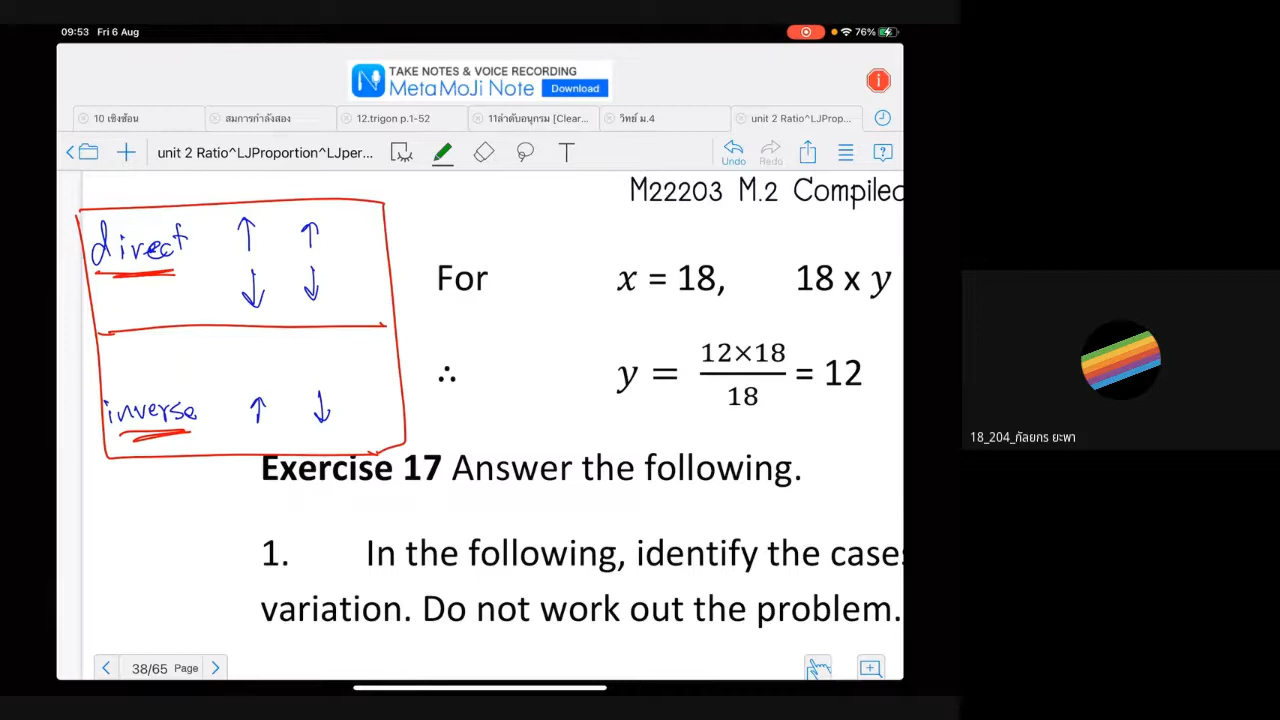 09:53 Fri 6 Aug
76%
TAKE NOTES & VOICE RECORDING
MetaMoJi Note Download
10 เชิงซ้อน
สมการกำลังสอง
12.trigon p.1-52
11ลำดับอนุกรม [Clear...
วิทย์ ม.4
unit 2 Ratio^LJProp...
unit 2 Ratio^LJProportion^LJper...
T
Undo
Redo
M22203 M.2 Compiled
direct ↑ ↑
↓ ↓
For x = 18, 18 x y
∴ y = 12×18/18 = 12
inverse ↑ ↓
Exercise 17 Answer the following.
1. In the following, identify the cases
variation. Do not work out the problem.
38/65 Page
18_204_กัลยกร ยะพา